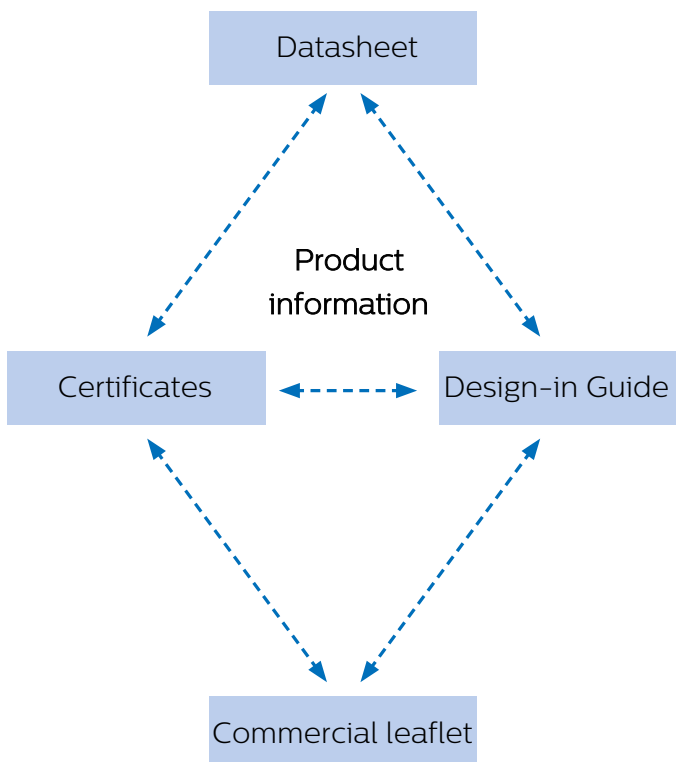 Datasheet
Product
information
Certificates
Design-in Guide
Commercial leaflet